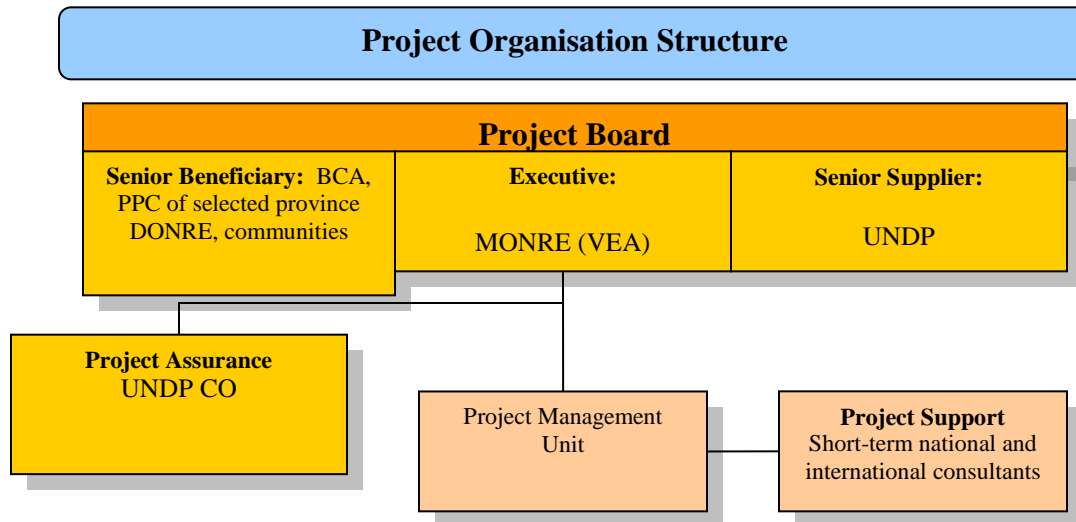 Project Organisation Structure
Project Board
Senior Beneficiary: BCA,
PPC of selected province
DONRE, communities
Executive:
MONRE (VEA)
Senior Supplier:
UNDP
Project Assurance
UNDP CO
Project Management
Unit
Project Support
Short-term national and
international consultants